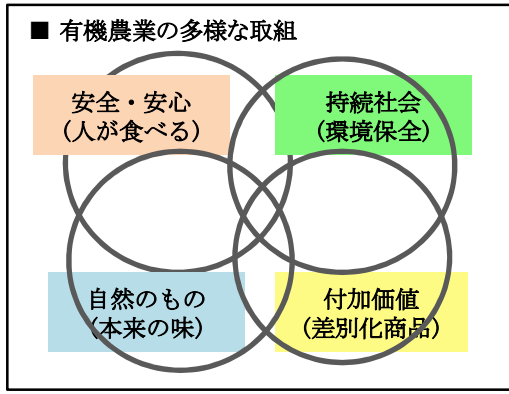 ■ 有機農業の多様な取組
安全・安心
(人が食べる)
持続社会
(環境保全)
自然のもの
(本来の味)
付加価値
(差別化商品)